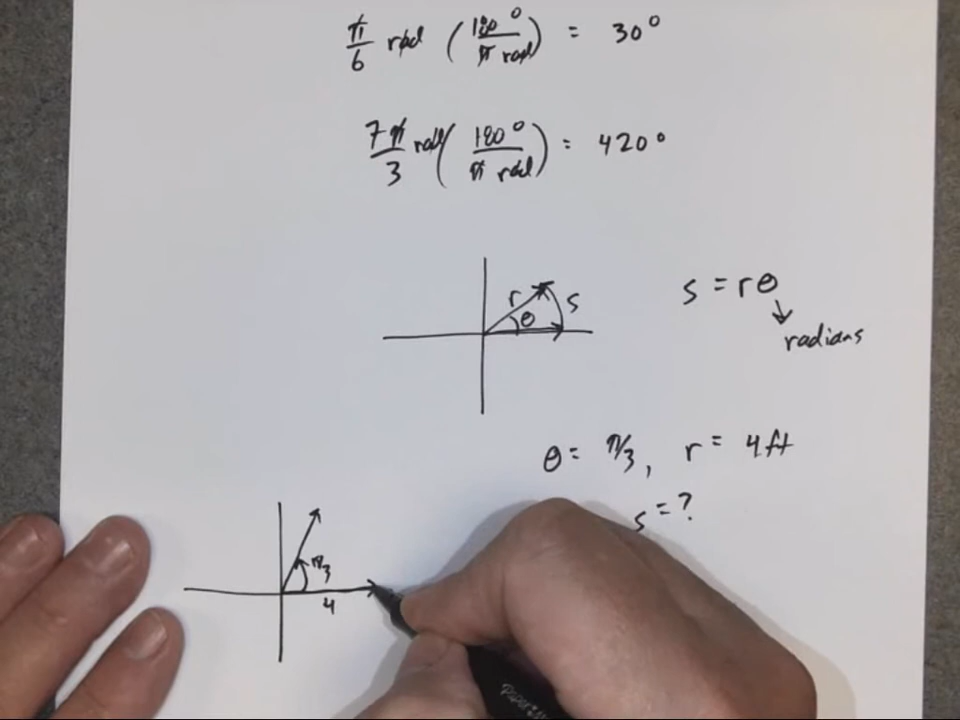 π/6 rad (180°/π rad) = 30°
7π/3 rad (180°/π rad) = 420°
r
s
θ
s = rθ
radians
θ = π/3, r = 4ft
s = ?
π/3
4